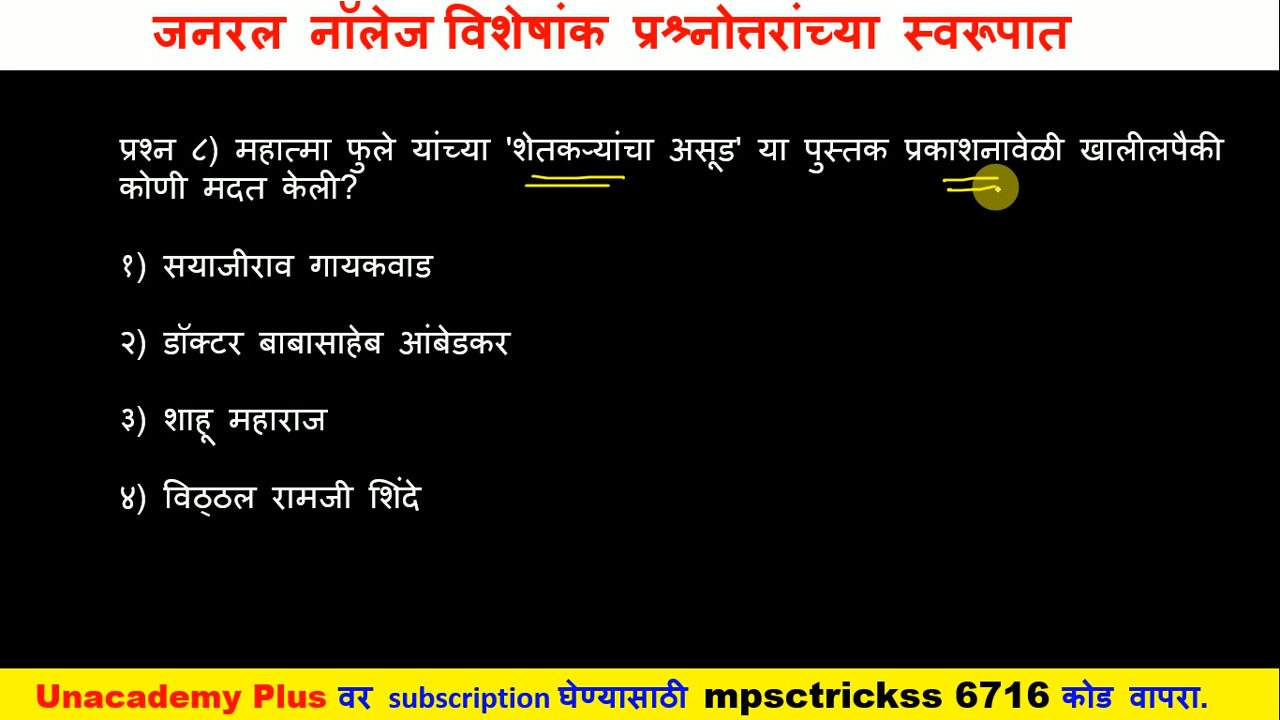 जनरल नॉलेज विशेषांक प्रश्नोत्तरांच्या स्वरूपात
प्रश्न ८) महात्मा फुले यांच्या 'शेतकऱ्यांचा असूड' या पुस्तक प्रकाशनावेळी खालीलपैकी
कोणी मदत केली?
१) सयाजीराव गायकवाड
२) डॉक्टर बाबासाहेब आंबेडकर
३) शाहू महाराज
४) विठ्ठल रामजी शिंदे
Unacademy Plus वर subscription घेण्यासाठी mpsctrickss 6716 कोड वापरा.